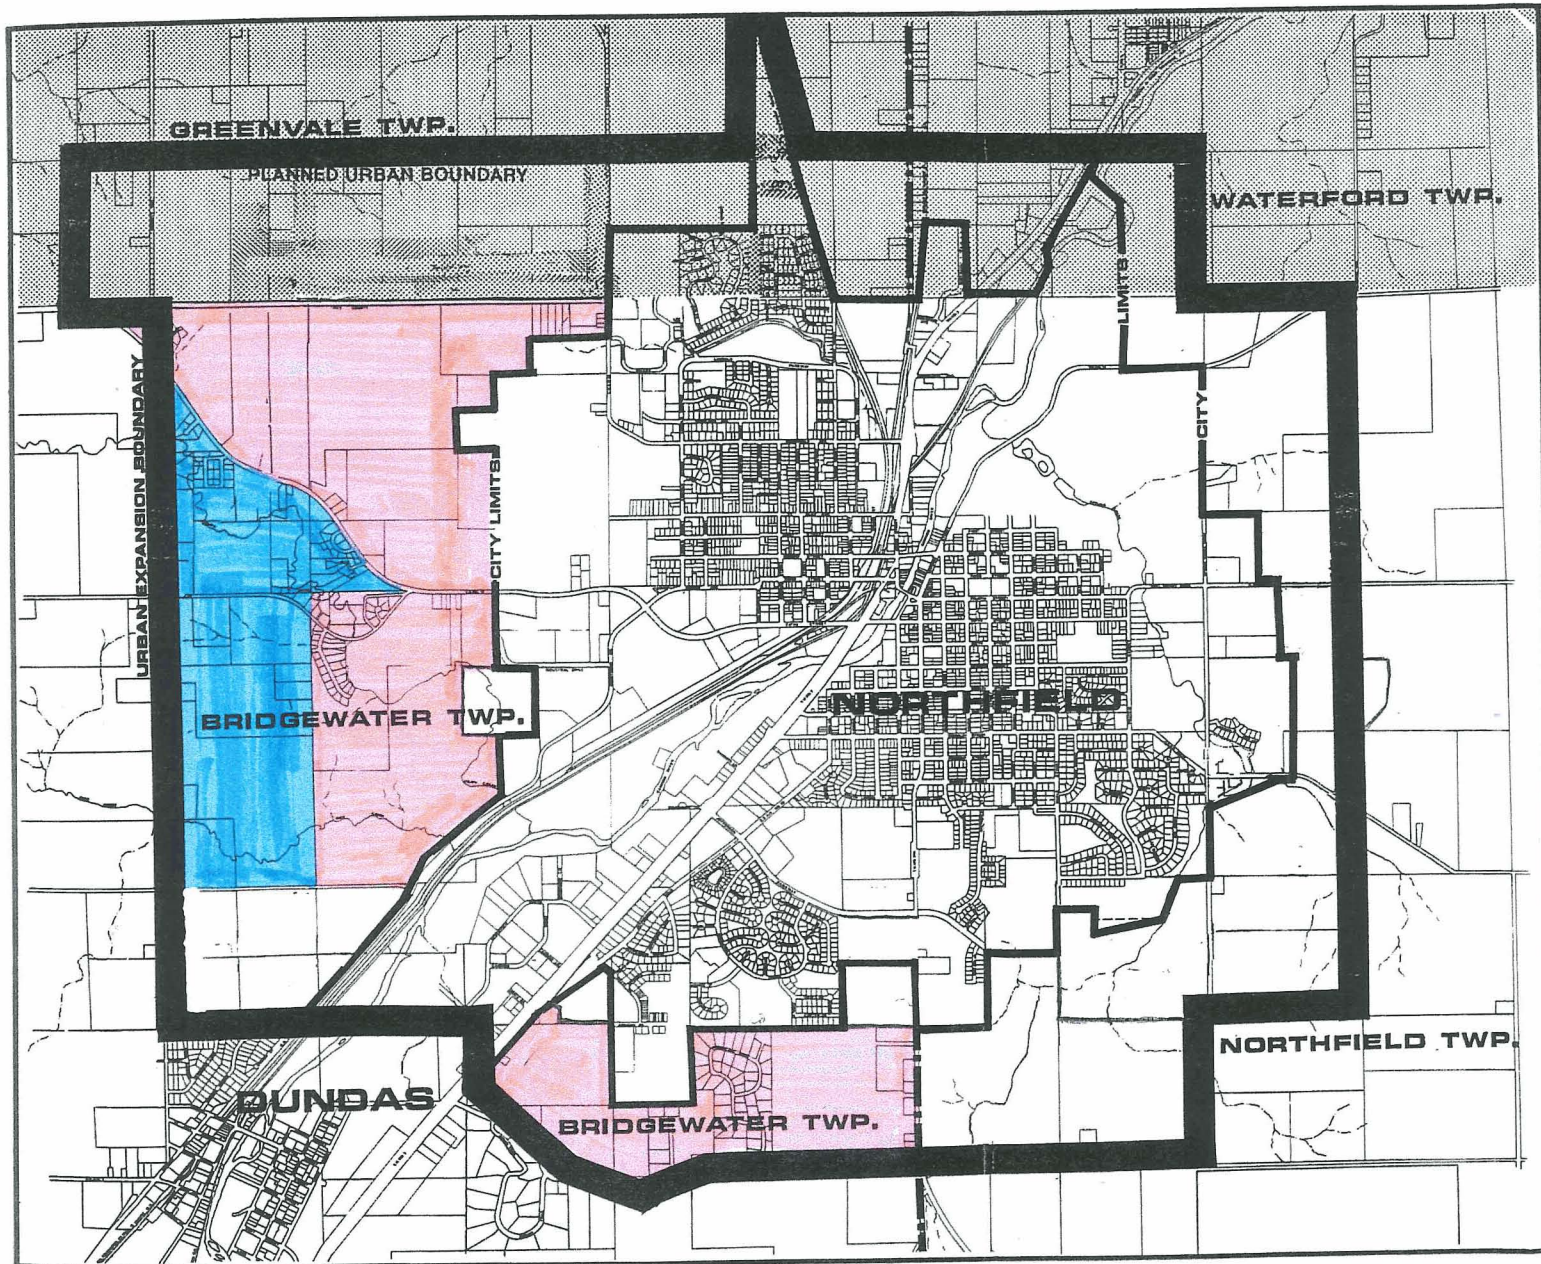 GREENVALE TWP.
PLANNED URBAN BOUNDARY
WATERFORD TWP.
LIMITS
CITY
URBAN EXPANSION BOUNDARY
CITY LIMITS
BRIDGEWATER TWP.
NORTHFIELD
NORTHFIELD TWP.
DUNDAS
BRIDGEWATER TWP.